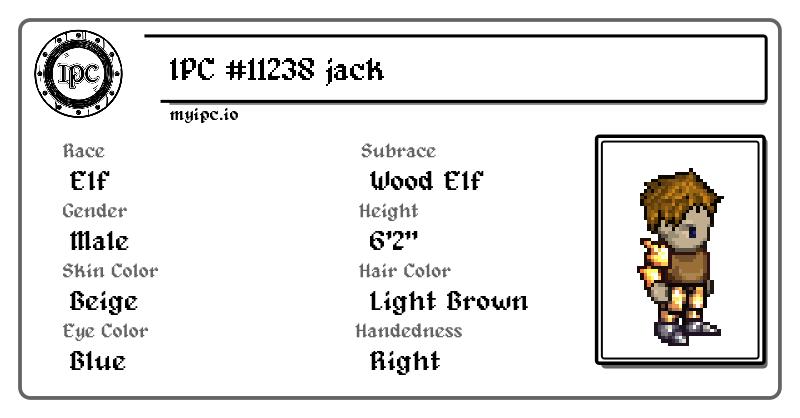 IPC
IPC #11238 jack
myipc.io
Race Subrace
Elf Wood Elf
Gender Height
Male 6'2"
Skin Color Hair Color
Beige Light Brown
Eye Color Handedness
Blue Right